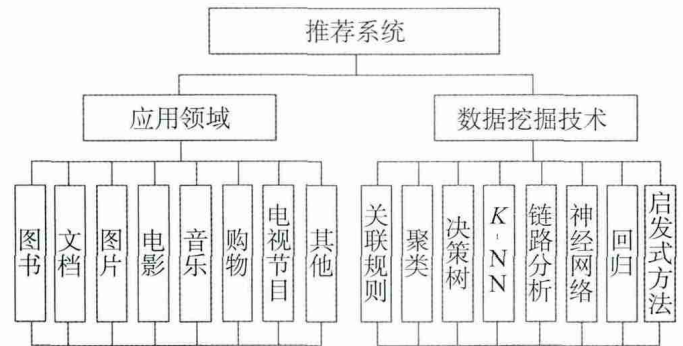 推荐系统
应用领域
数据挖掘技术
图书
文档
图片
电影
音乐
购物
电视节目
其他
关联规则
聚类
决策树
K-NN
链路分析
神经网络
回归
启发式方法